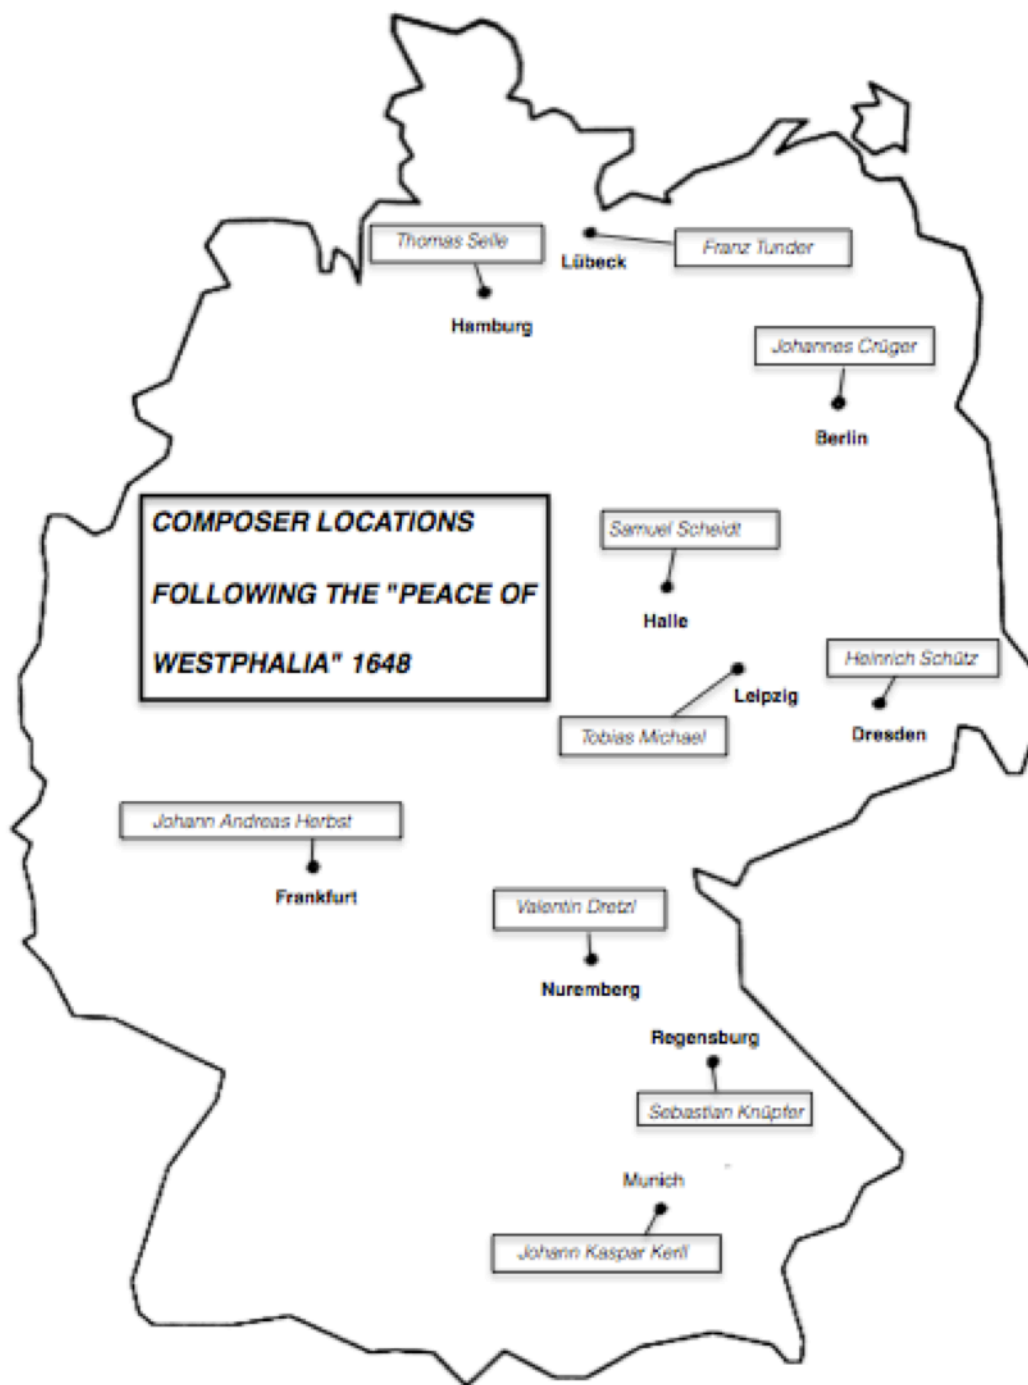 Thomas Selle
Lübeck
Franz Tunder
Hamburg
Johannes Crüger
Berlin
COMPOSER LOCATIONS
FOLLOWING THE "PEACE OF
WESTPHALIA" 1648
Samuel Scheidt
Halle
Heinrich Schütz
Leipzig
Dresden
Tobias Michael
Johann Andreas Herbst
Frankfurt
Valentin Dretzl
Nuremberg
Regensburg
Sebastian Knüpfer
Munich
Johann Kaspar Kerll